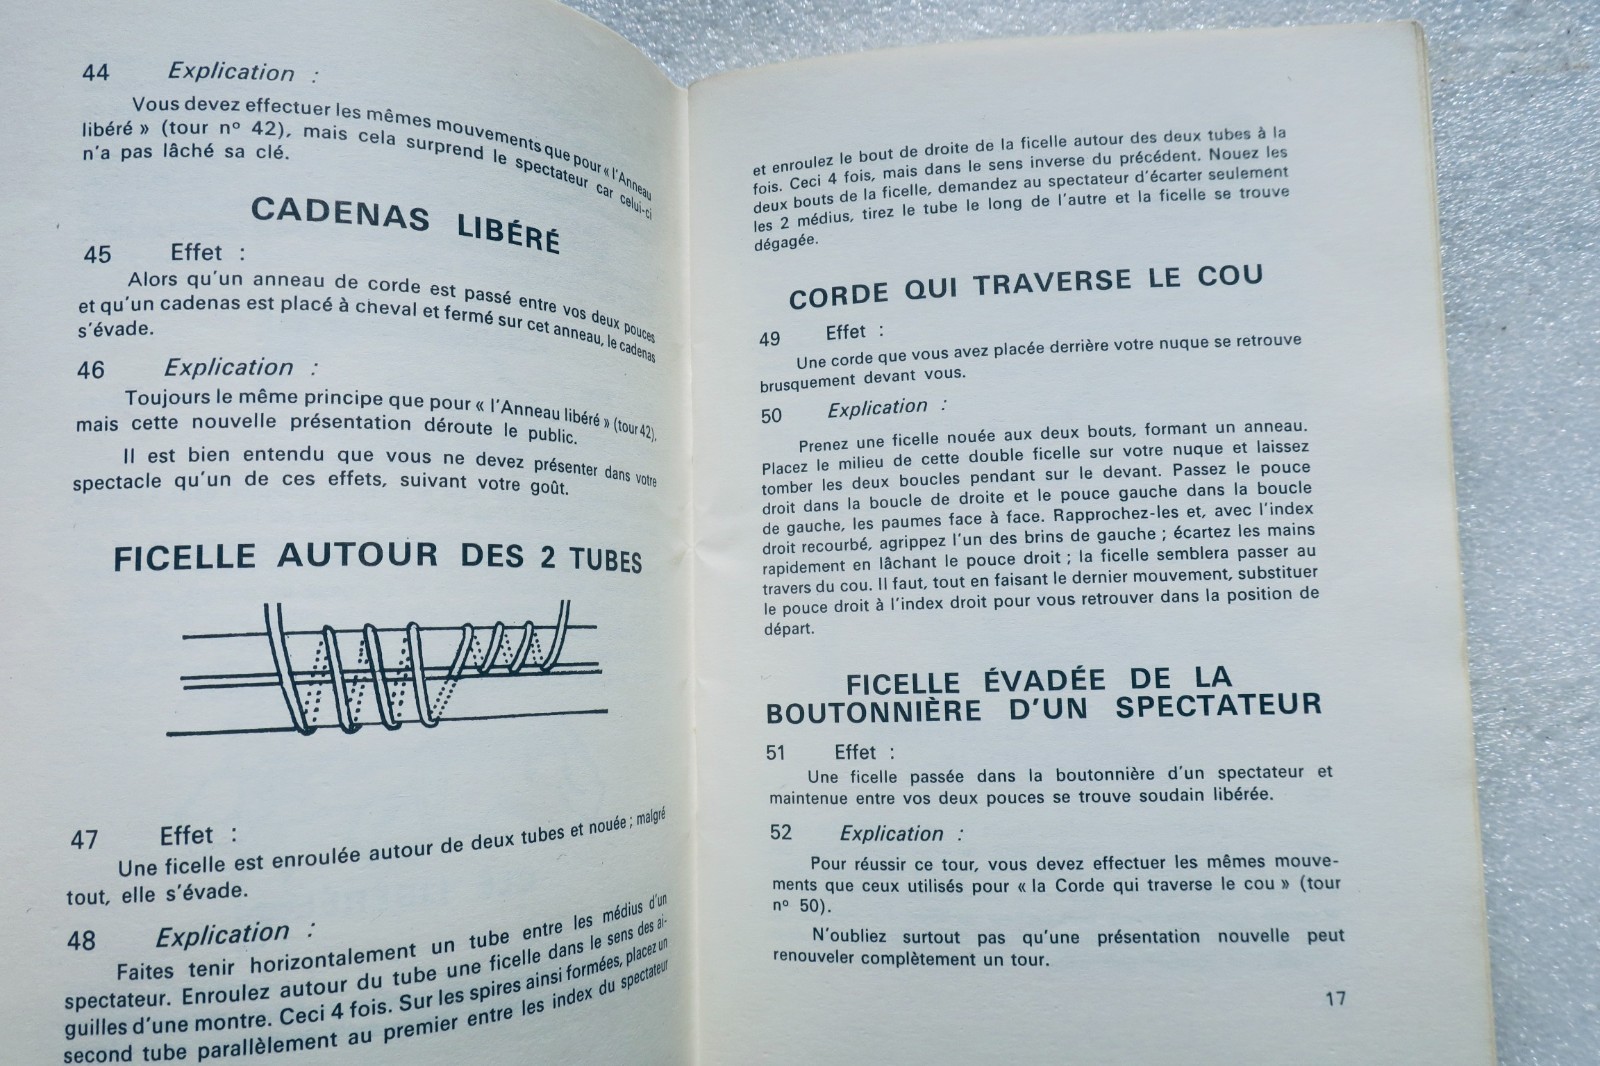 44 Explication :
Vous devez effectuer les mêmes mouvements que pour « l'Anneau
libéré » (tour nº 42), mais cela surprend le spectateur car celui-ci
n'a pas lâché sa clé.
CADENAS LIBÉRÉ
45 Effet :
Alors qu'un anneau de corde est passé entre vos deux pouces
et qu'un cadenas est placé à cheval et fermé sur cet anneau, le cadenas
s'évade.
46 Explication :
Toujours le même principe que pour « l'Anneau libéré » (tour 42),
mais cette nouvelle présentation déroute le public.
Il est bien entendu que vous ne devez présenter dans votre
spectacle qu'un de ces effets, suivant votre goût.
FICELLE AUTOUR DES 2 TUBES
47 Effet :
Une ficelle est enroulée autour de deux tubes et nouée ; malgré
tout, elle s'évade.
48 Explication :
Faites tenir horizontalement un tube entre les médius d'un
spectateur. Enroulez autour du tube une ficelle dans le sens des ai-
guilles d'une montre. Ceci 4 fois. Sur les spires ainsi formées, placez un
second tube parallèlement au premier entre les index du spectateur
et enroulez le bout de droite de la ficelle autour des deux tubes à la
fois. Ceci 4 fois, mais dans le sens inverse du précédent. Nouez les
deux bouts de la ficelle, demandez au spectateur d'écarter seulement
les 2 médius, tirez le tube le long de l'autre et la ficelle se trouve
dégagée.
CORDE QUI TRAVERSE LE COU
49 Effet :
Une corde que vous avez placée derrière votre nuque se retrouve
brusquement devant vous.
50 Explication :
Prenez une ficelle nouée aux deux bouts, formant un anneau.
Placez le milieu de cette double ficelle sur votre nuque et laissez
tomber les deux boucles pendant sur le devant. Passez le pouce
droit dans la boucle de droite et le pouce gauche dans la boucle
de gauche, les paumes face à face. Rapprochez-les et, avec l'index
droit recourbé, agrippez l'un des brins de gauche ; écartez les mains
rapidement en lâchant le pouce droit ; la ficelle semblera passer au
travers du cou. Il faut, tout en faisant le dernier mouvement, substituer
le pouce droit à l'index droit pour vous retrouver dans la position de
départ.
FICELLE ÉVADÉE DE LA
BOUTONNIÈRE D'UN SPECTATEUR
51 Effet :
Une ficelle passée dans la boutonnière d'un spectateur et
maintenue entre vos deux pouces se trouve soudain libérée.
52 Explication :
Pour réussir ce tour, vous devez effectuer les mêmes mouve-
ments que ceux utilisés pour « la Corde qui traverse le cou » (tour
nº 50).
N'oubliez surtout pas qu'une présentation nouvelle peut
renouveler complètement un tour.
17